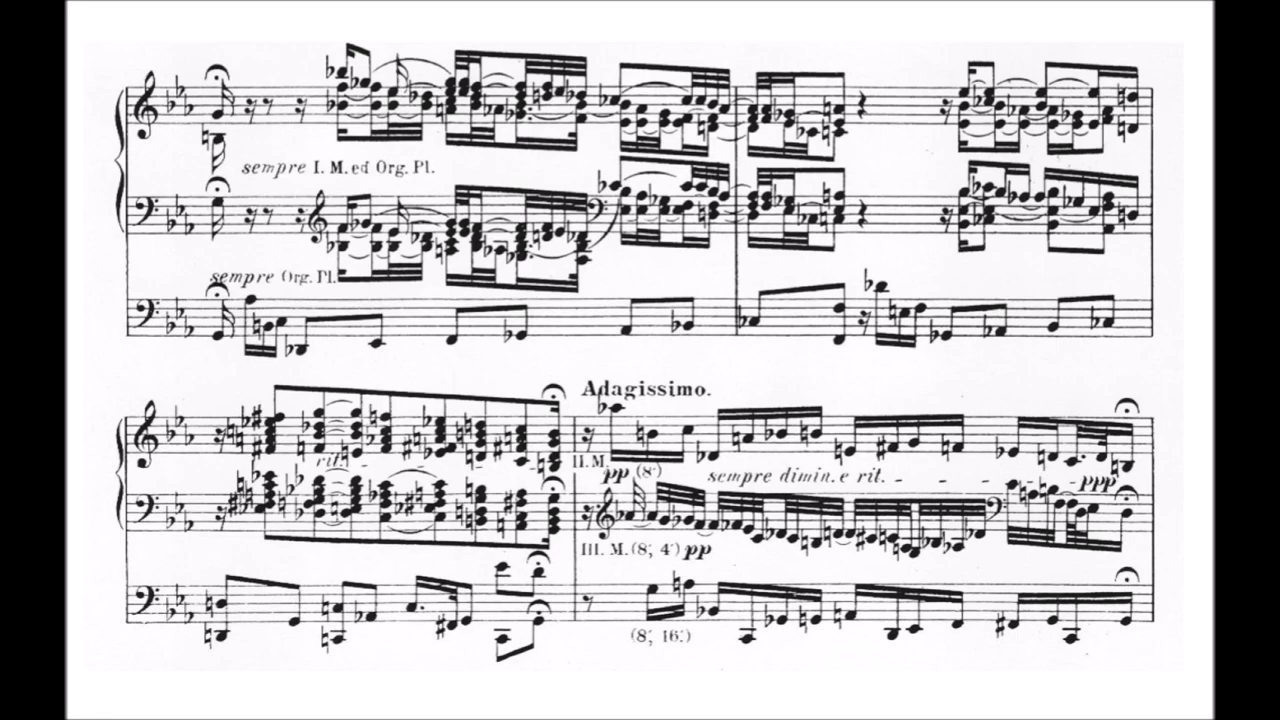 sempre I. M. ed Org. Pl.
sempre Org. Pl.
Adagissimo.
rit. - - - -
II. M.
pp (8')
sempre dimin. e rit. - - - - - ppp
III. M. (8', 4') pp
(8', 16'.)